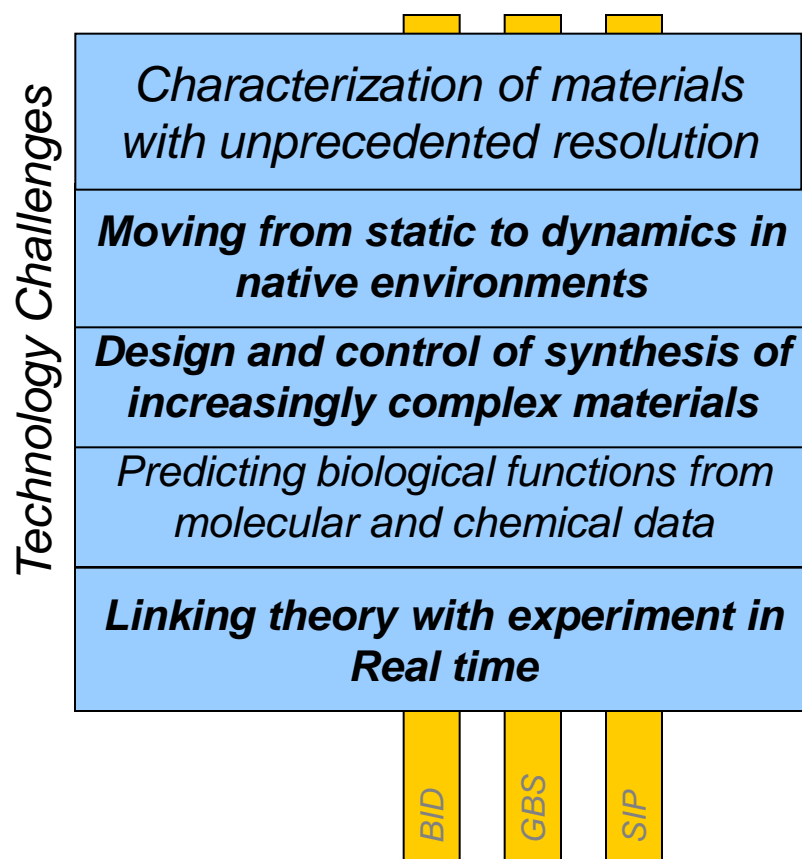 Technology Challenges
Characterization of materials
with unprecedented resolution
Moving from static to dynamics in
native environments
Design and control of synthesis of
increasingly complex materials
Predicting biological functions from
molecular and chemical data
Linking theory with experiment in
Real time
BID
GBS
SIP